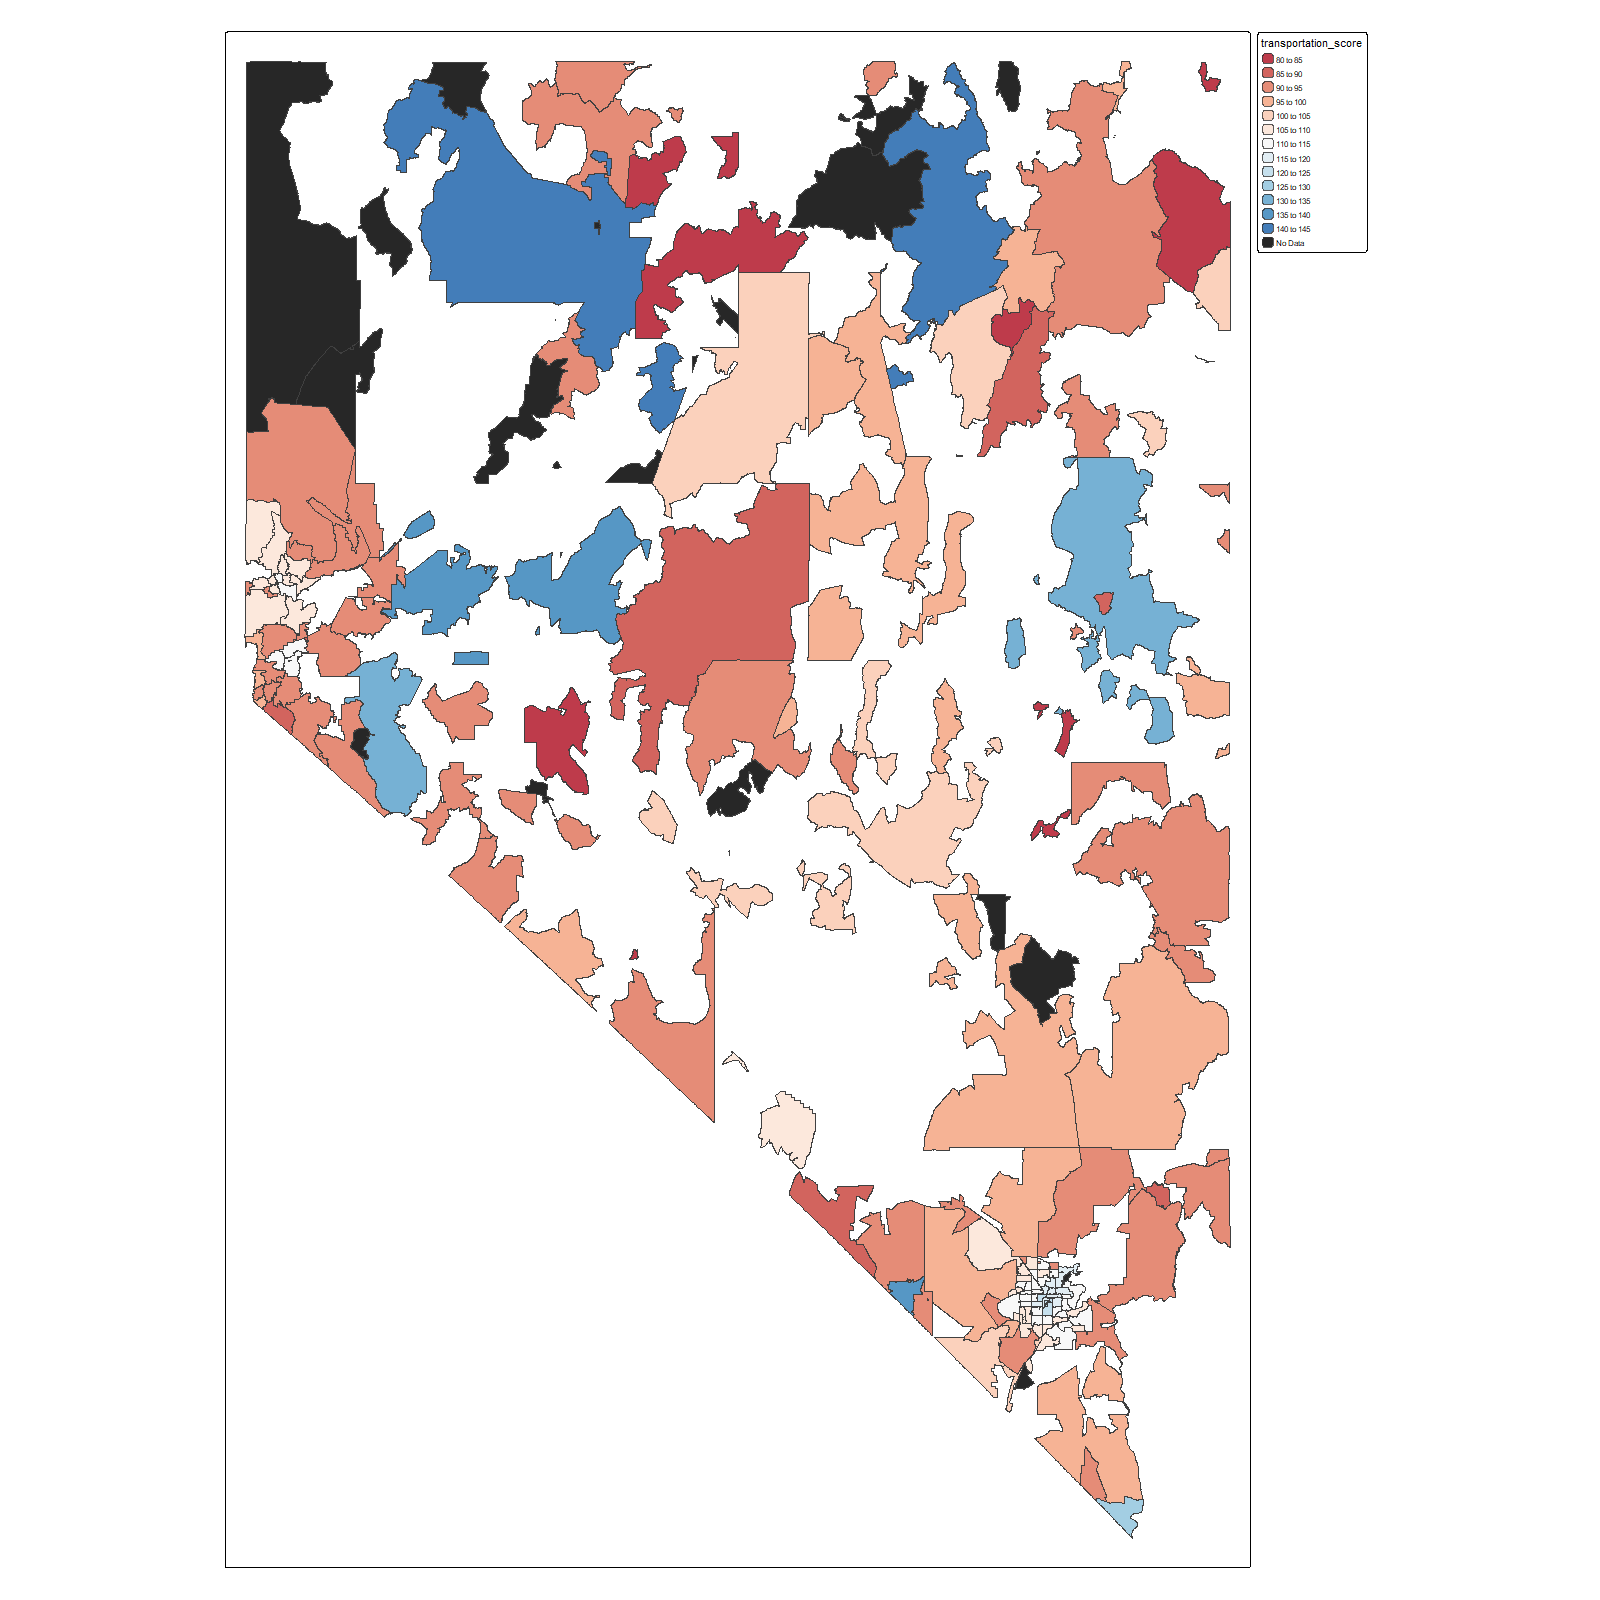 transportation_score
80 to 85
85 to 90
90 to 95
95 to 100
100 to 105
105 to 110
110 to 115
115 to 120
120 to 125
125 to 130
130 to 135
135 to 140
140 to 145
No Data